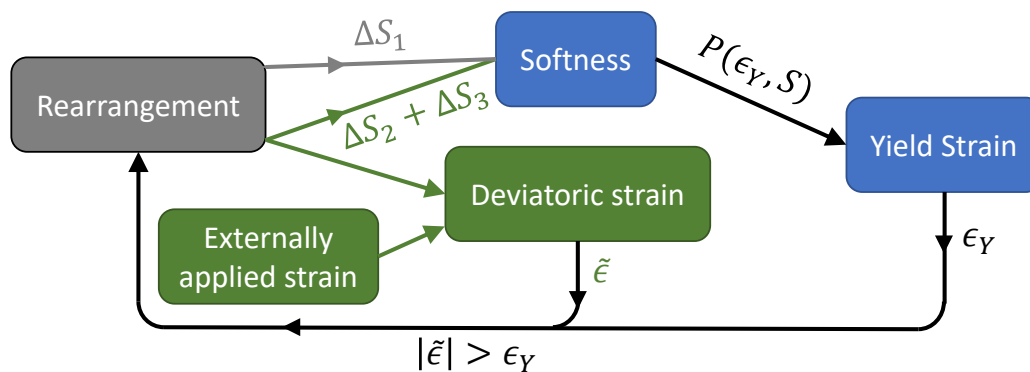 ΔS₁
Softness
P(ϵ_Y, S)
Rearrangement
ΔS₂ + ΔS₃
Yield Strain
Deviatoric strain
Externally
applied strain
ϵ̃
ϵ_Y
|ϵ̃| > ϵ_Y